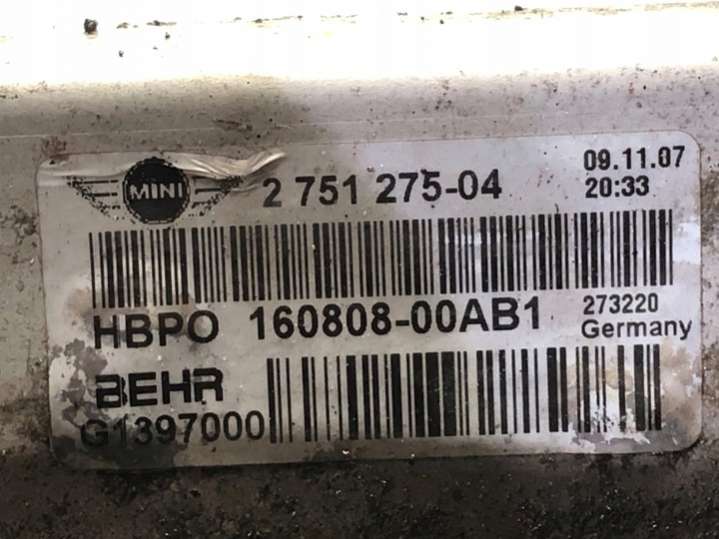 MINI 2 751 275-04 09.11.07
20:33
HBPO 160808-00AB1 273220
Germany
BEHR
G1397000